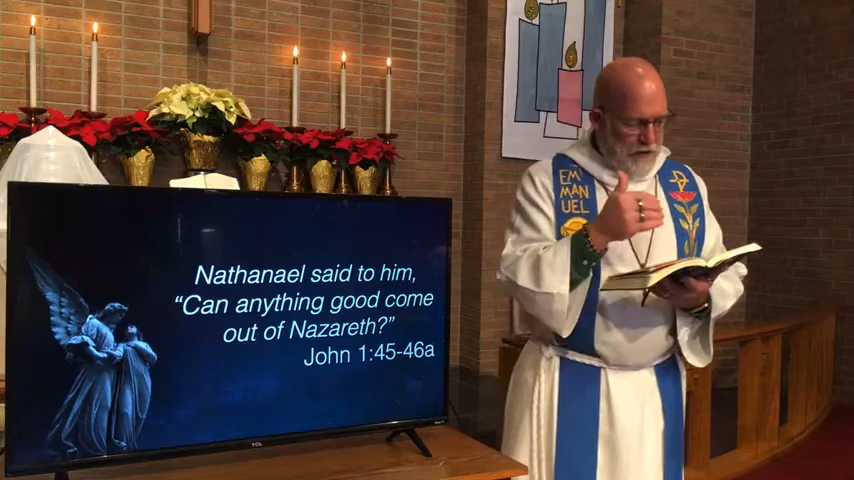 Nathanael said to him,
“Can anything good come
out of Nazareth?”
John 1:45-46a
TCL
EM
MAN
UEL